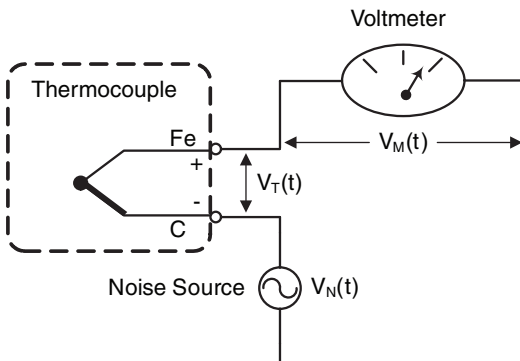 Voltmeter
Thermocouple
Fe
+
V_M(t)
V_T(t)
-
C
Noise Source
V_N(t)